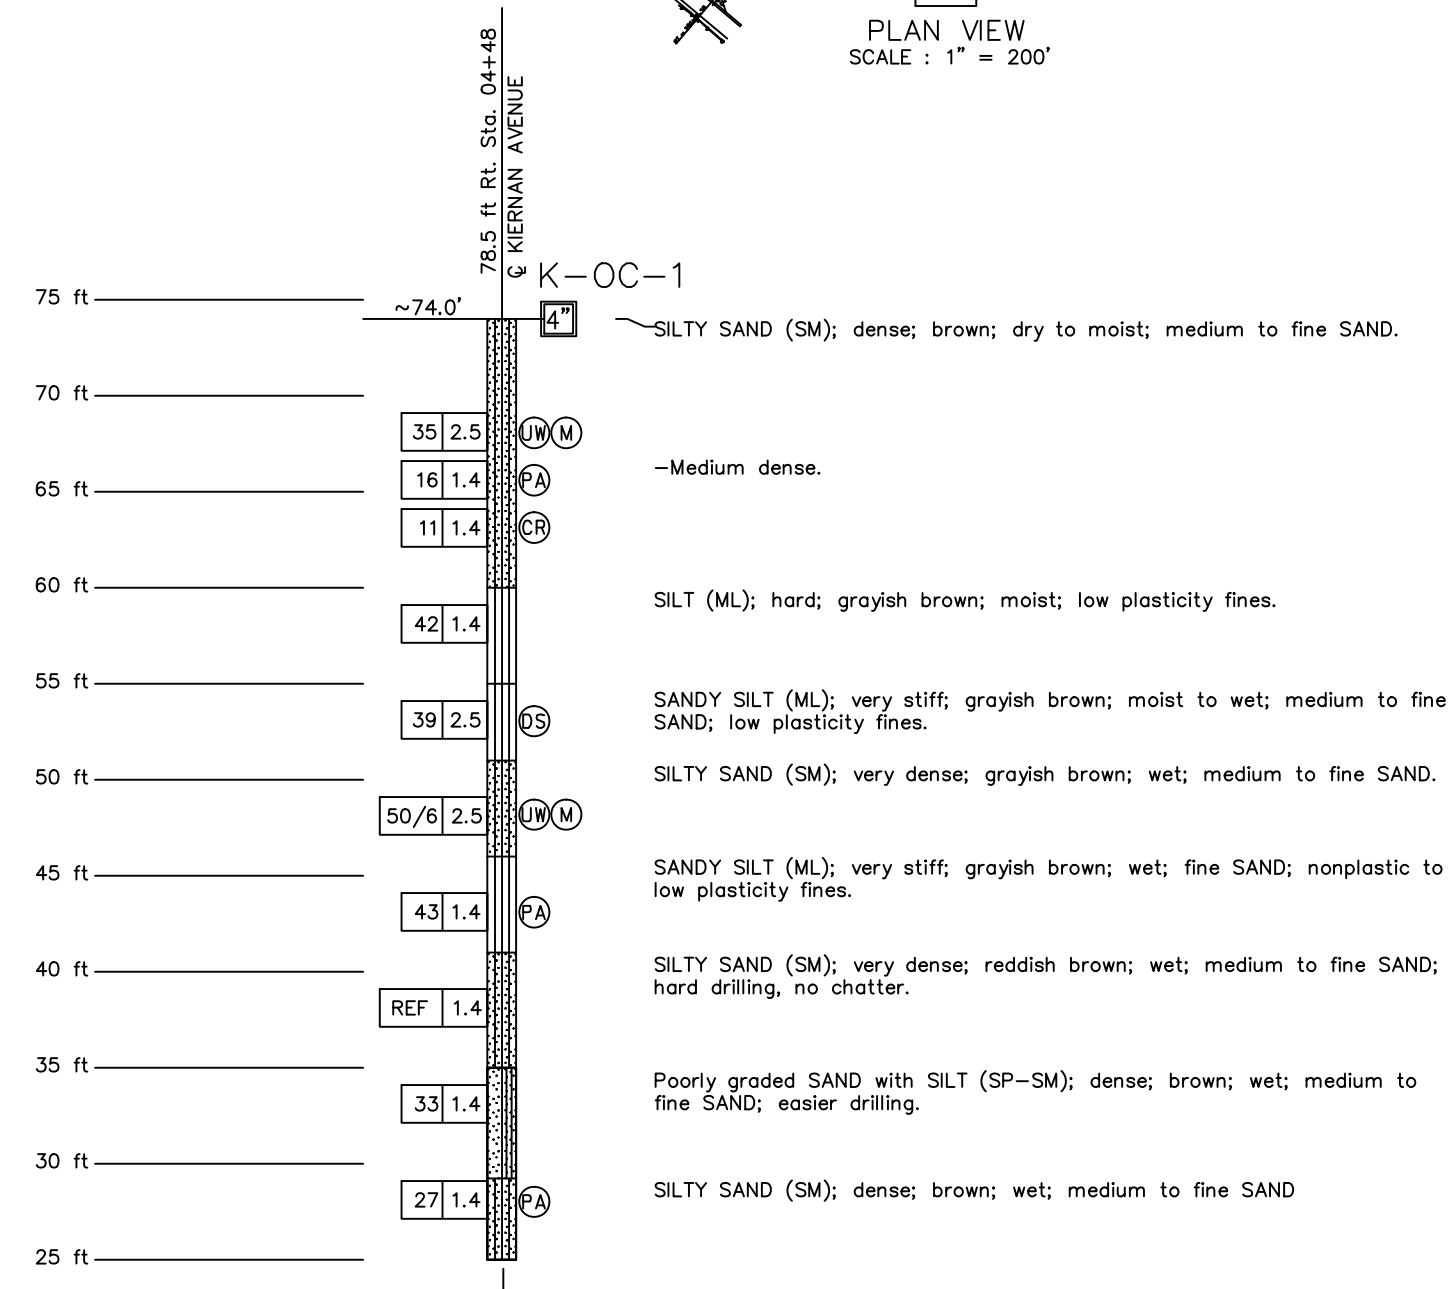 PLAN VIEW
SCALE : 1" = 200'
78.5 ft Rt. Sta. 04+48
℄ KIERNAN AVENUE
K-OC-1
75 ft
~74.0'
4"
SILTY SAND (SM); dense; brown; dry to moist; medium to fine SAND.
70 ft
35 2.5 UW M
-Medium dense.
16 1.4 PA
65 ft
11 1.4 CR
60 ft
SILT (ML); hard; grayish brown; moist; low plasticity fines.
42 1.4
55 ft
SANDY SILT (ML); very stiff; grayish brown; moist to wet; medium to fine
SAND; low plasticity fines.
39 2.5 DS
50 ft
SILTY SAND (SM); very dense; grayish brown; wet; medium to fine SAND.
50/6 2.5 UW M
45 ft
SANDY SILT (ML); very stiff; grayish brown; wet; fine SAND; nonplastic to
low plasticity fines.
43 1.4 PA
40 ft
SILTY SAND (SM); very dense; reddish brown; wet; medium to fine SAND;
hard drilling, no chatter.
REF 1.4
35 ft
Poorly graded SAND with SILT (SP-SM); dense; brown; wet; medium to
fine SAND; easier drilling.
33 1.4
30 ft
SILTY SAND (SM); dense; brown; wet; medium to fine SAND
27 1.4 PA
25 ft